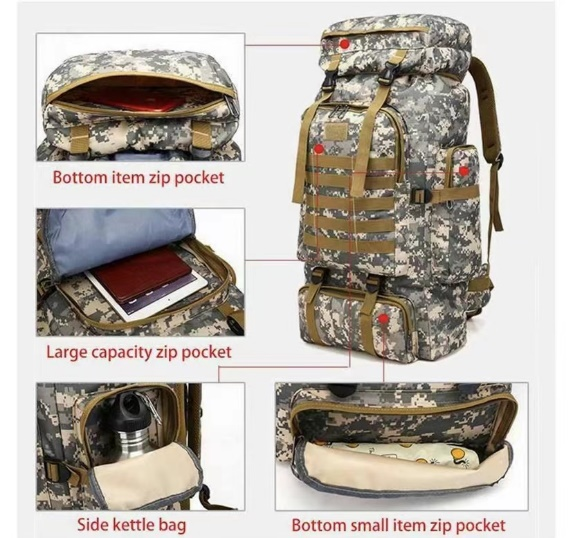 Bottom item zip pocket
Large capacity zip pocket
Side kettle bag
Bottom small item zip pocket